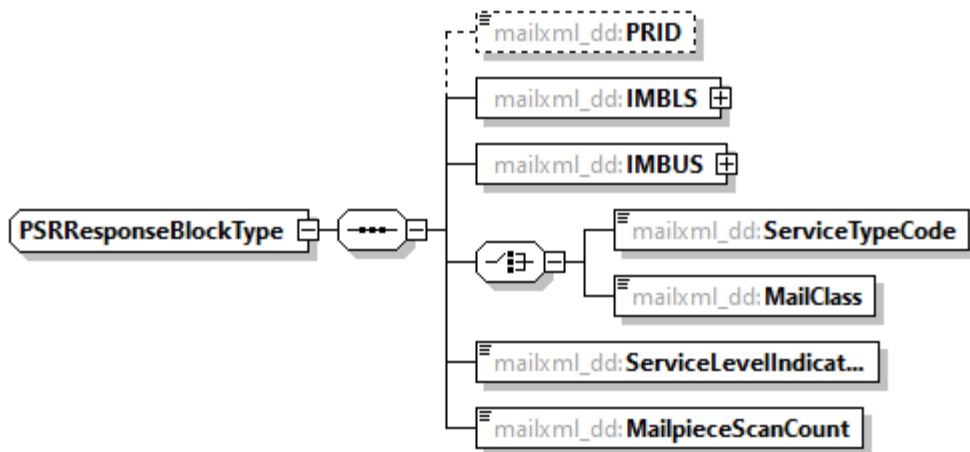 mailxml_dd:PRID
mailxml_dd:IMBLS
mailxml_dd:IMBUS
PSRResponseBlockType
mailxml_dd:ServiceTypeCode
mailxml_dd:MailClass
mailxml_dd:ServiceLevelIndicat...
mailxml_dd:MailpieceScanCount